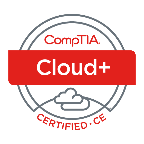 CompTIA.
Cloud+
CERTIFIED • CE